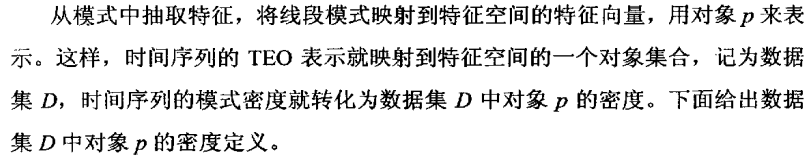 从模式中抽取特征，将线段模式映射到特征空间的特征向量，用对象 p 来表
示。这样，时间序列的 TEO 表示就映射到特征空间的一个对象集合，记为数据
集 D，时间序列的模式密度就转化为数据集 D 中对象 p 的密度。下面给出数据
集 D 中对象 p 的密度定义。